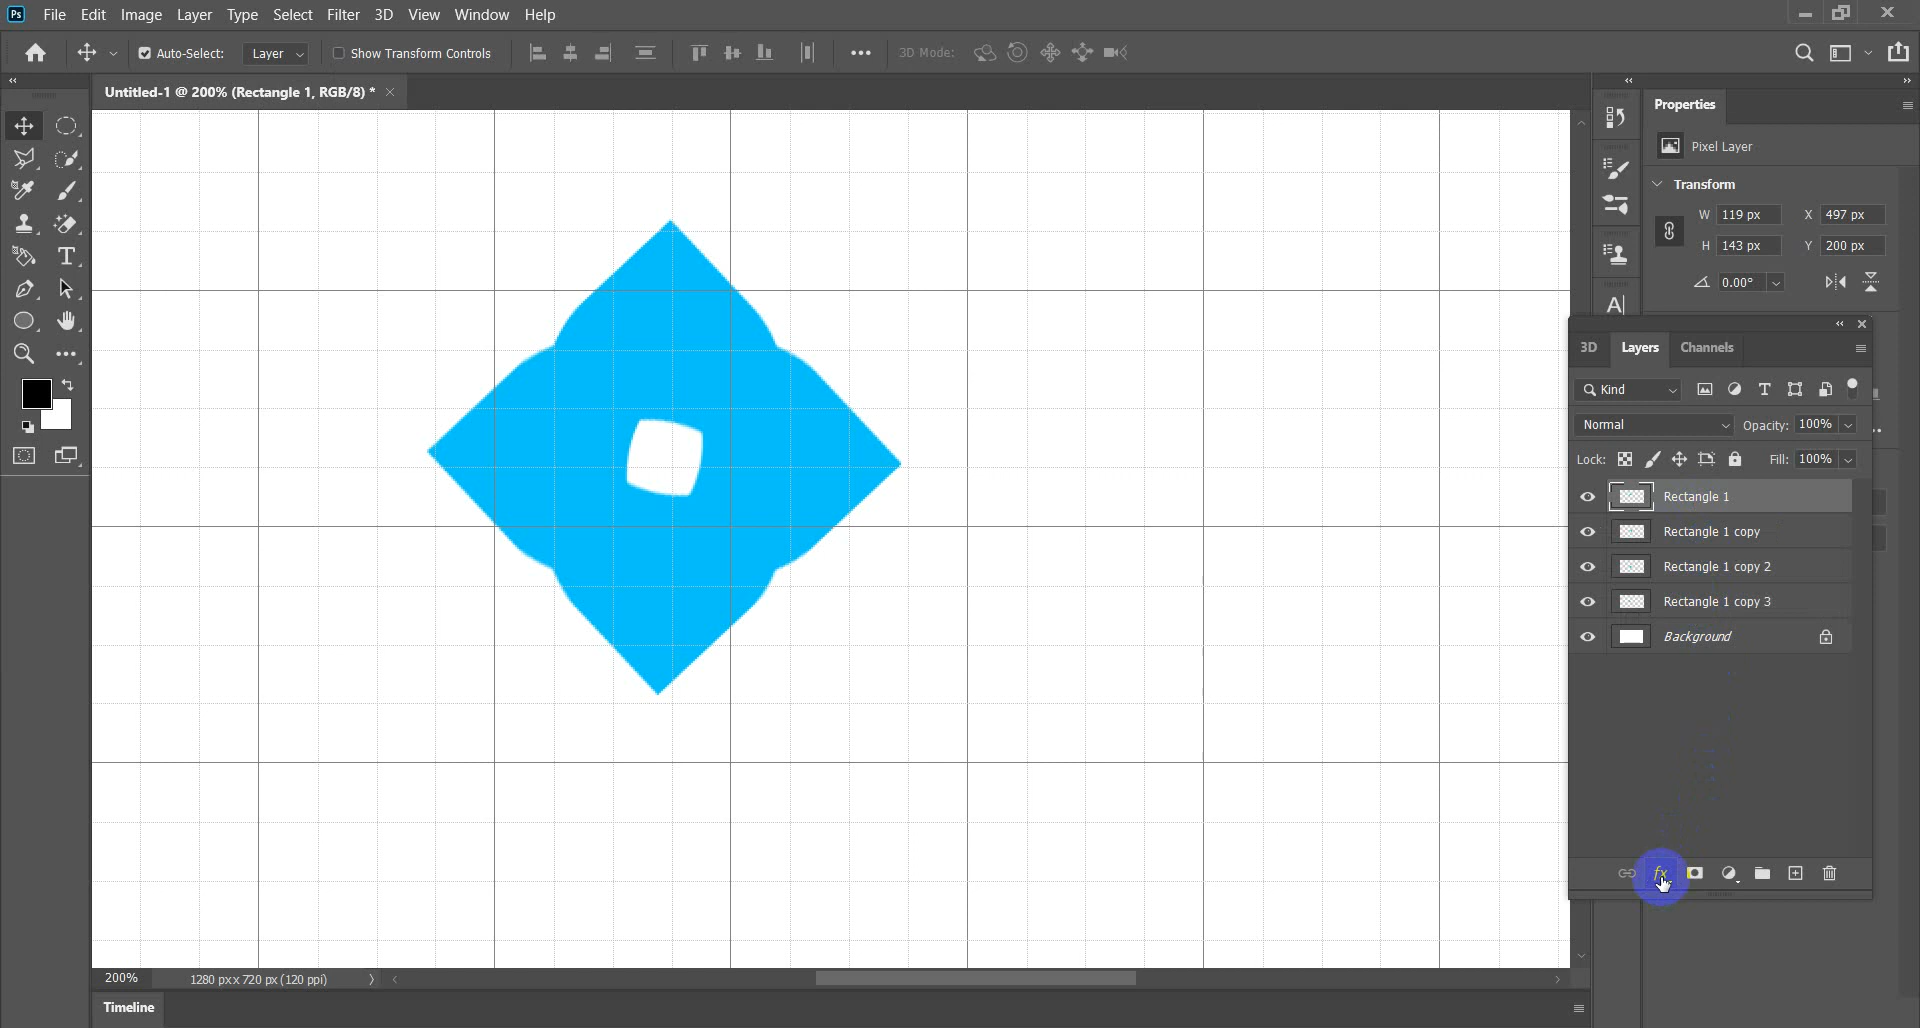 Ps File Edit Image Layer Type Select Filter 3D View Window Help
Auto-Select: Layer Show Transform Controls 3D Mode:
Untitled-1 @ 200% (Rectangle 1, RGB/8) *
Properties
Pixel Layer
Transform
W 119 px X 497 px
H 143 px Y 200 px
0.00°
3D Layers Channels
Kind
Normal Opacity: 100%
Lock: Fill: 100%
Rectangle 1
Rectangle 1 copy
Rectangle 1 copy 2
Rectangle 1 copy 3
Background
fx
200% 1280 px x 720 px (120 ppi)
Timeline